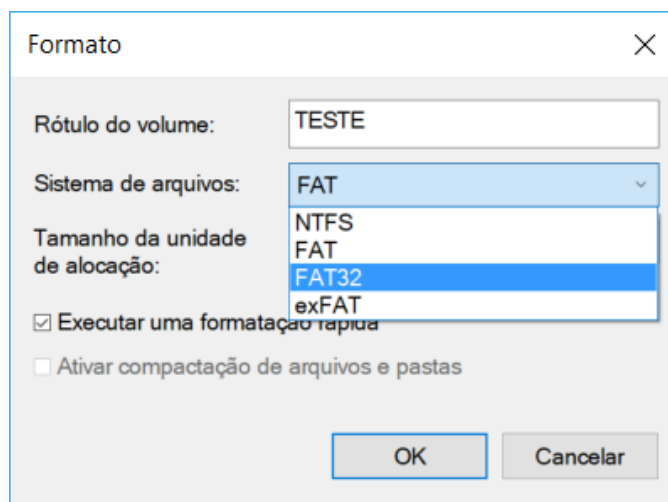 Formato
Rótulo do volume:
TESTE
Sistema de arquivos:
FAT
NTFS
FAT
FAT32
exFAT
Tamanho da unidade
de alocação:
Executar uma formatação rápida
Ativar compactação de arquivos e pastas
OK
Cancelar